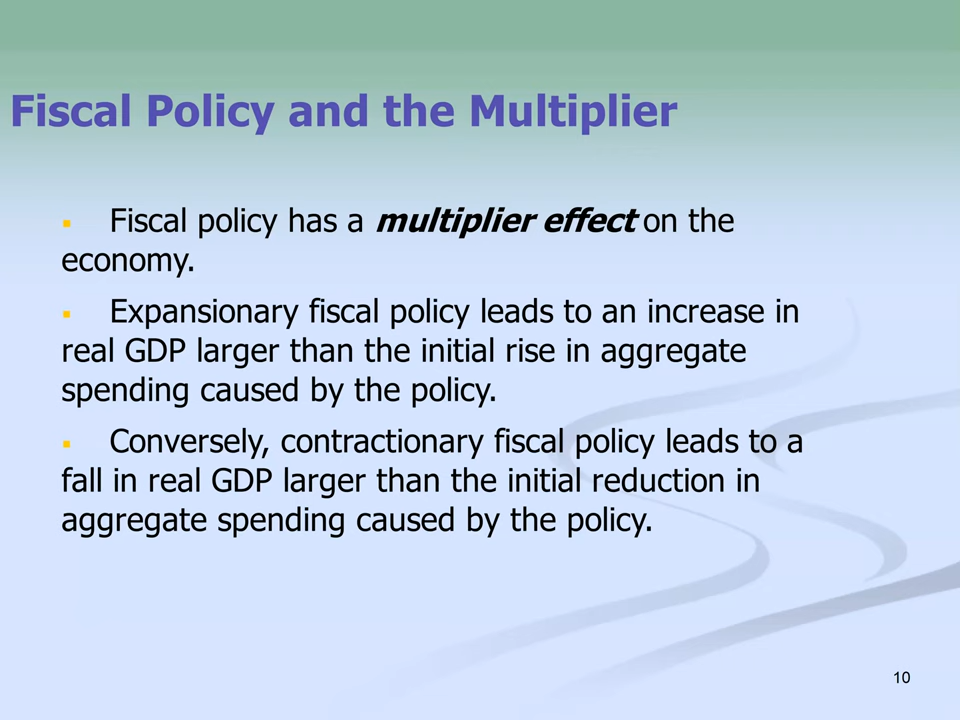 Fiscal Policy and the Multiplier
▪ Fiscal policy has a multiplier effect on the
economy.
▪ Expansionary fiscal policy leads to an increase in
real GDP larger than the initial rise in aggregate
spending caused by the policy.
▪ Conversely, contractionary fiscal policy leads to a
fall in real GDP larger than the initial reduction in
aggregate spending caused by the policy.
10